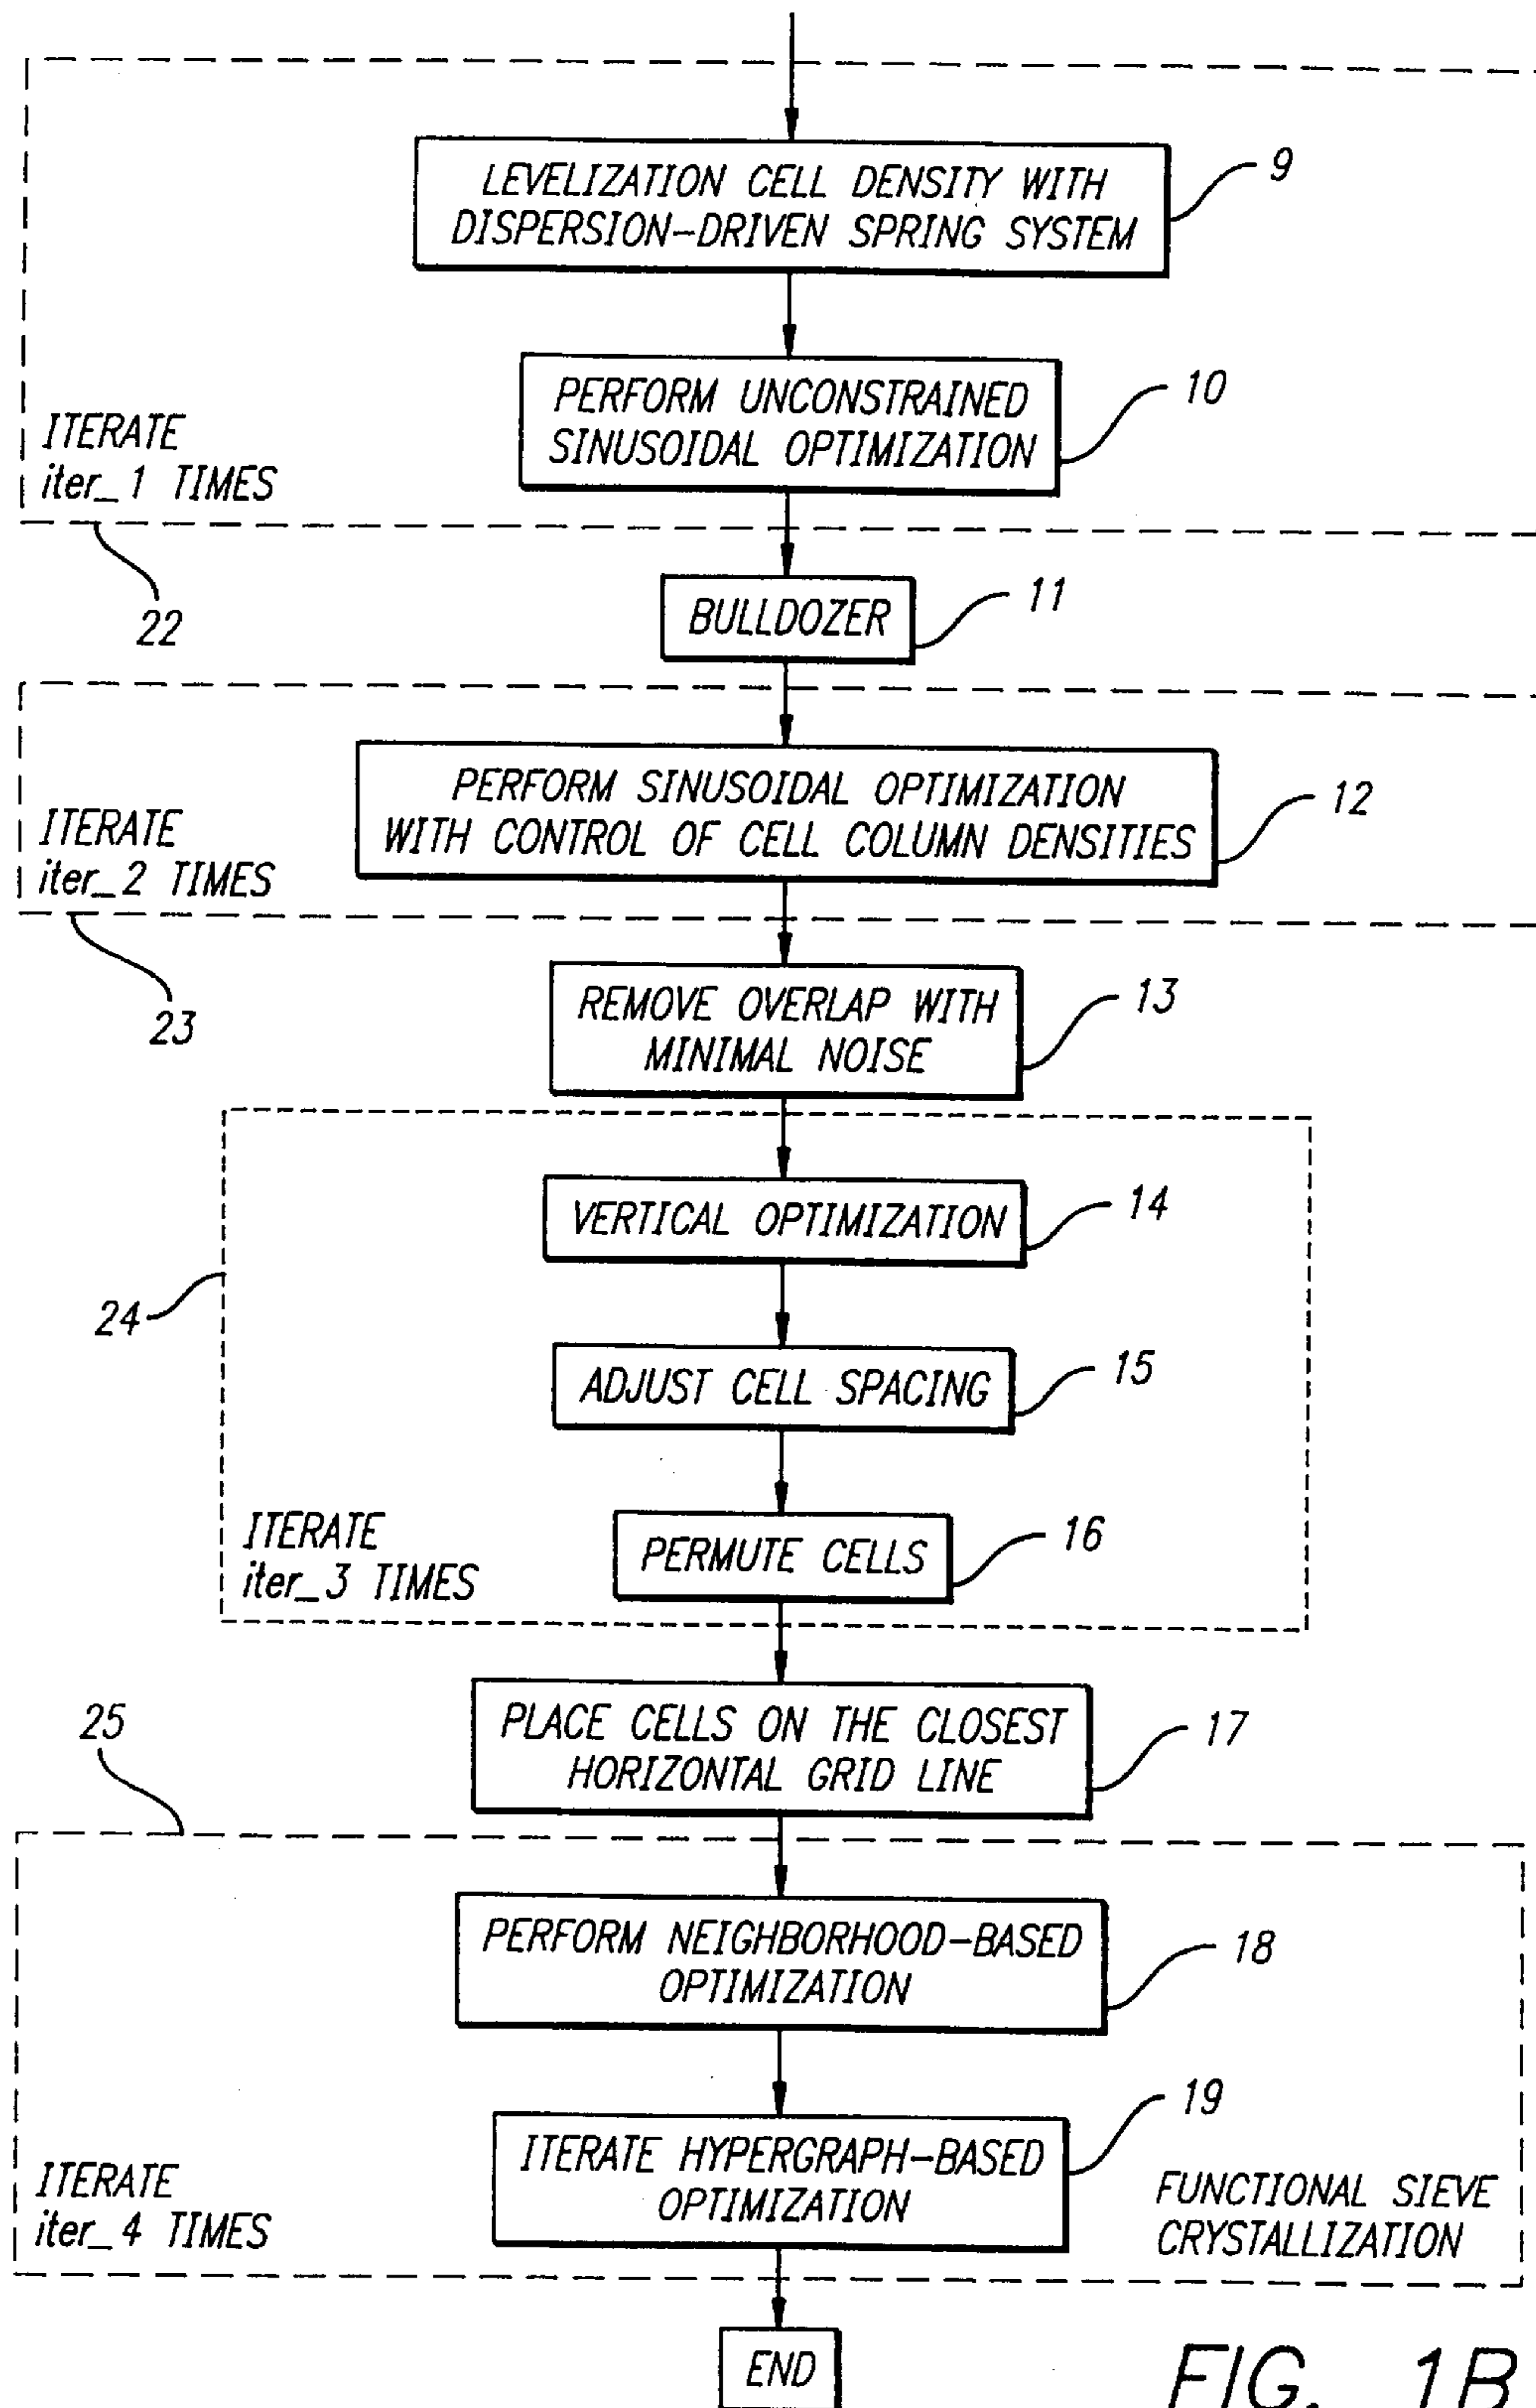 LEVELIZATION CELL DENSITY WITH
DISPERSION-DRIVEN SPRING SYSTEM
9
PERFORM UNCONSTRAINED
SINUSOIDAL OPTIMIZATION
10
ITERATE
iter_1 TIMES
22
BULLDOZER
11
PERFORM SINUSOIDAL OPTIMIZATION
WITH CONTROL OF CELL COLUMN DENSITIES
12
ITERATE
iter_2 TIMES
23
REMOVE OVERLAP WITH
MINIMAL NOISE
13
VERTICAL OPTIMIZATION
14
24
ADJUST CELL SPACING
15
PERMUTE CELLS
16
ITERATE
iter_3 TIMES
PLACE CELLS ON THE CLOSEST
HORIZONTAL GRID LINE
17
25
PERFORM NEIGHBORHOOD-BASED
OPTIMIZATION
18
ITERATE HYPERGRAPH-BASED
OPTIMIZATION
19
ITERATE
iter_4 TIMES
FUNCTIONAL SIEVE
CRYSTALLIZATION
END
FIG. 1B